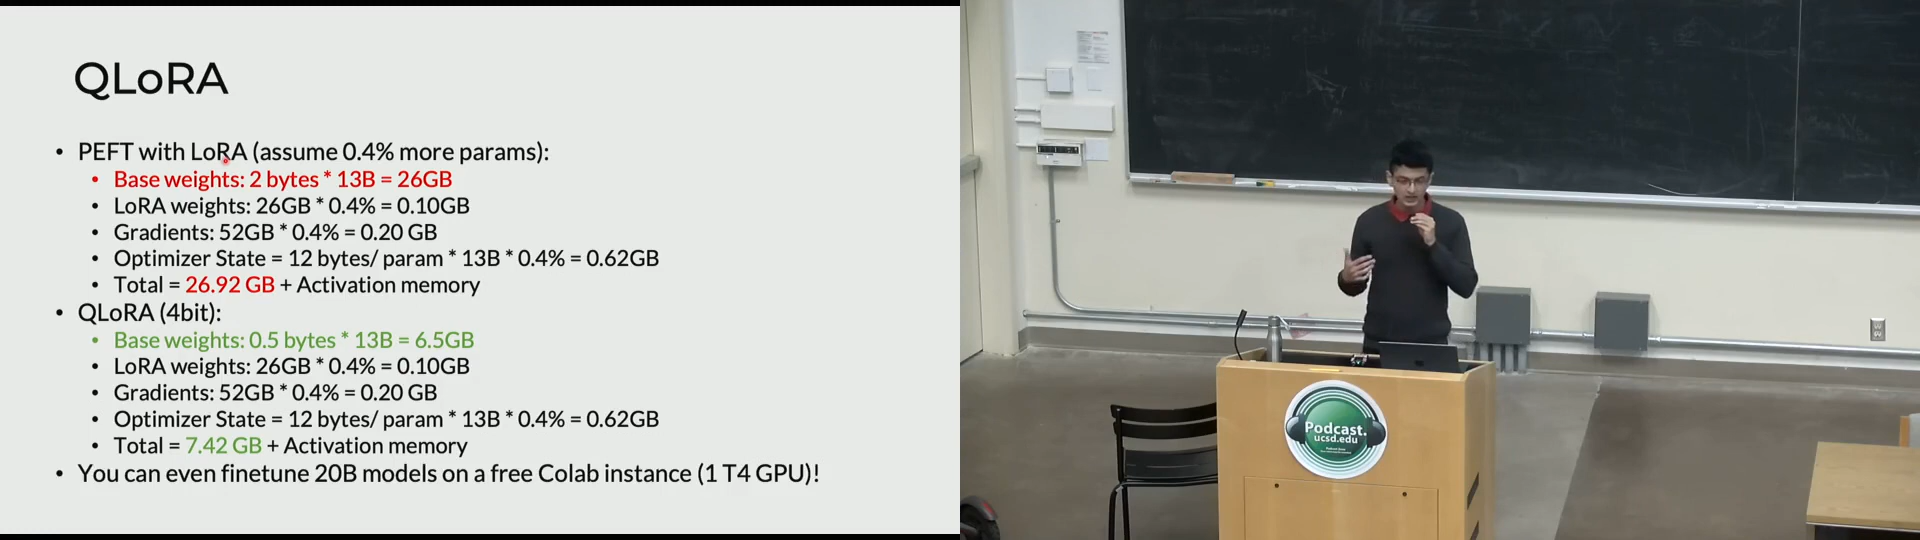 QLoRA
• PEFT with LoRA (assume 0.4% more params):
• Base weights: 2 bytes * 13B = 26GB
• LoRA weights: 26GB * 0.4% = 0.10GB
• Gradients: 52GB * 0.4% = 0.20 GB
• Optimizer State = 12 bytes/ param * 13B * 0.4% = 0.62GB
• Total = 26.92 GB + Activation memory
• QLoRA (4bit):
• Base weights: 0.5 bytes * 13B = 6.5GB
• LoRA weights: 26GB * 0.4% = 0.10GB
• Gradients: 52GB * 0.4% = 0.20 GB
• Optimizer State = 12 bytes/ param * 13B * 0.4% = 0.62GB
• Total = 7.42 GB + Activation memory
• You can even finetune 20B models on a free Colab instance (1 T4 GPU)!
Podcast.
ucsd.edu